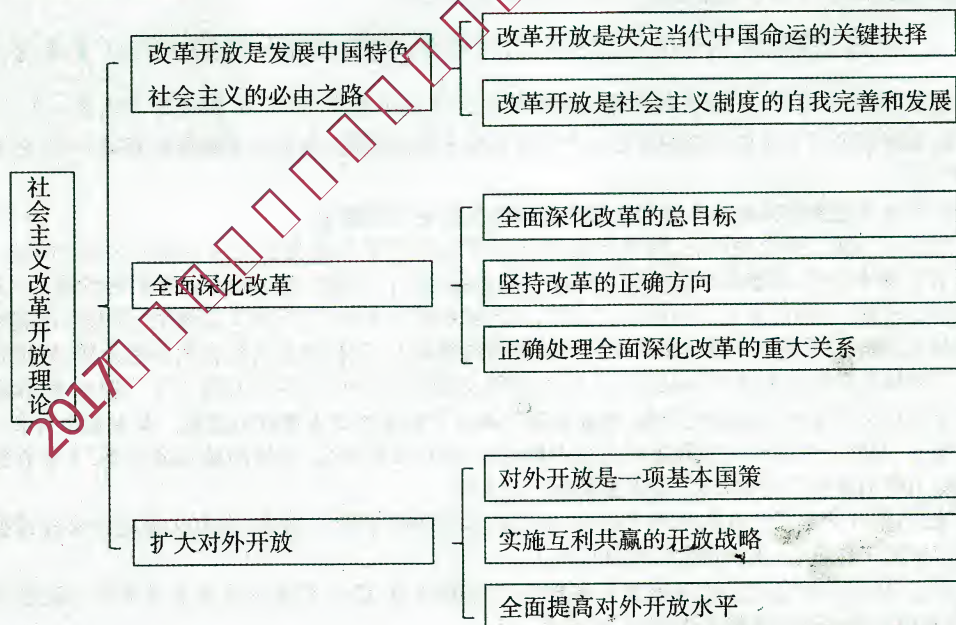 社会主义改革开放理论
改革开放是发展中国特色
社会主义的必由之路
改革开放是决定当代中国命运的关键抉择
改革开放是社会主义制度的自我完善和发展
全面深化改革
全面深化改革的总目标
坚持改革的正确方向
正确处理全面深化改革的重大关系
扩大对外开放
对外开放是一项基本国策
实施互利共赢的开放战略
全面提高对外开放水平
2017